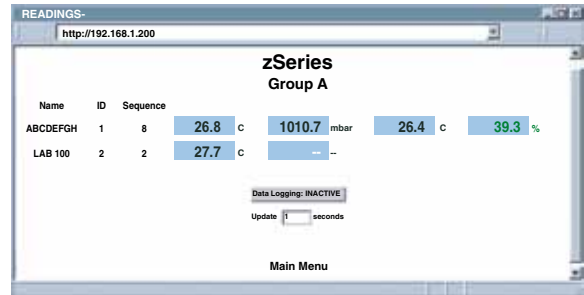 READINGS-
http://192.168.1.200
zSeries
Group A
Name ID Sequence
ABCDEFGH 1 8 26.8 C 1010.7 mbar 26.4 C 39.3 %
LAB 100 2 2 27.7 C -- --
Data Logging: INACTIVE
Update 1 seconds
Main Menu